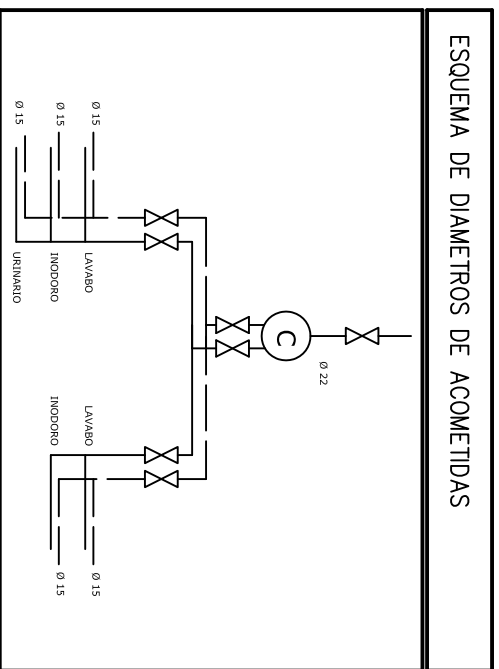 ESQUEMA DE DIAMETROS DE ACOMETIDAS
Ø 22
C
Ø 15
LAVABO
Ø 15
INODORO
Ø 15
URINARIO
LAVABO
Ø 15
INODORO
Ø 15